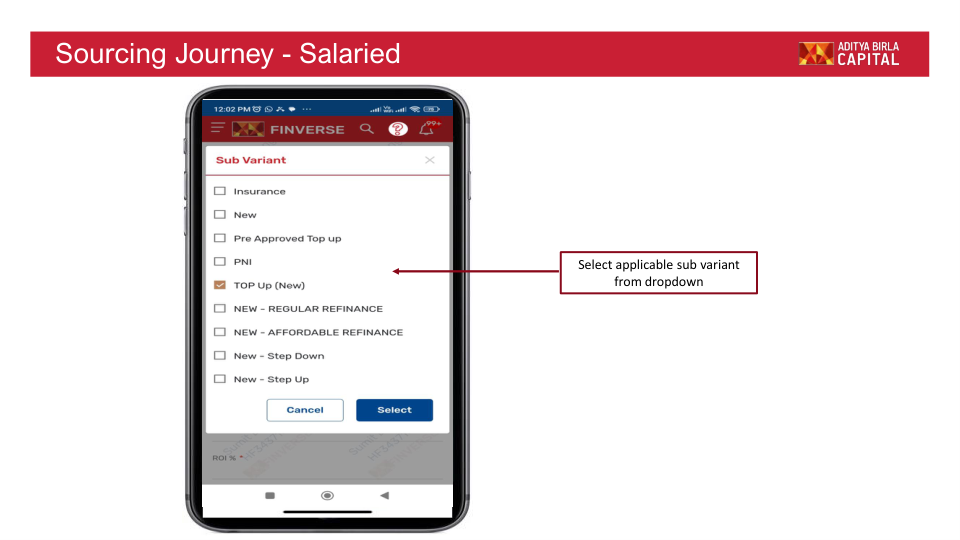 Sourcing Journey - Salaried
ADITYA BIRLA
CAPITAL
12:02 PM
FINVERSE
99+
Sub Variant
Insurance
New
Pre Approved Top up
PNI
TOP Up (New)
NEW - REGULAR REFINANCE
NEW - AFFORDABLE REFINANCE
New - Step Down
New - Step Up
Cancel Select
ROI % *
Select applicable sub variant
from dropdown